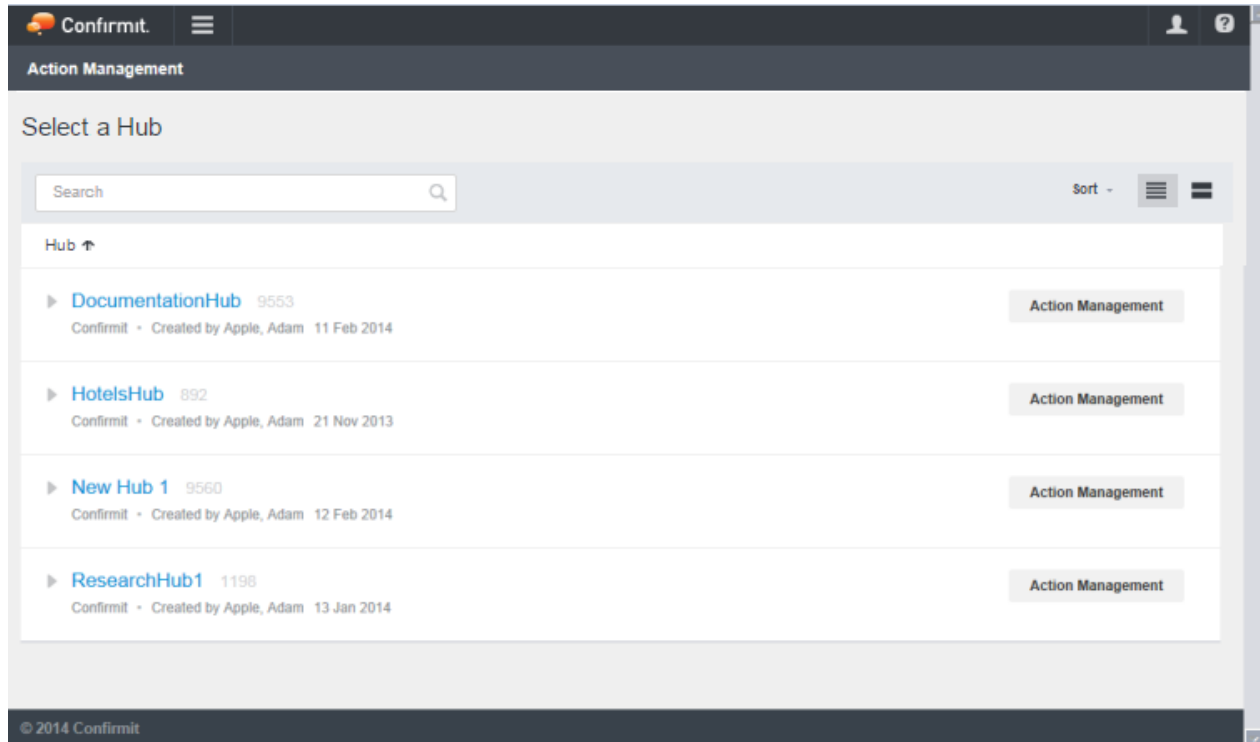 Confirmit.
Action Management
Select a Hub
Search
Sort
Hub
DocumentationHub 9553
Action Management
Confirmit • Created by Apple, Adam 11 Feb 2014
HotelsHub 892
Action Management
Confirmit • Created by Apple, Adam 21 Nov 2013
New Hub 1 9560
Action Management
Confirmit • Created by Apple, Adam 12 Feb 2014
ResearchHub1 1198
Action Management
Confirmit • Created by Apple, Adam 13 Jan 2014
© 2014 Confirmit